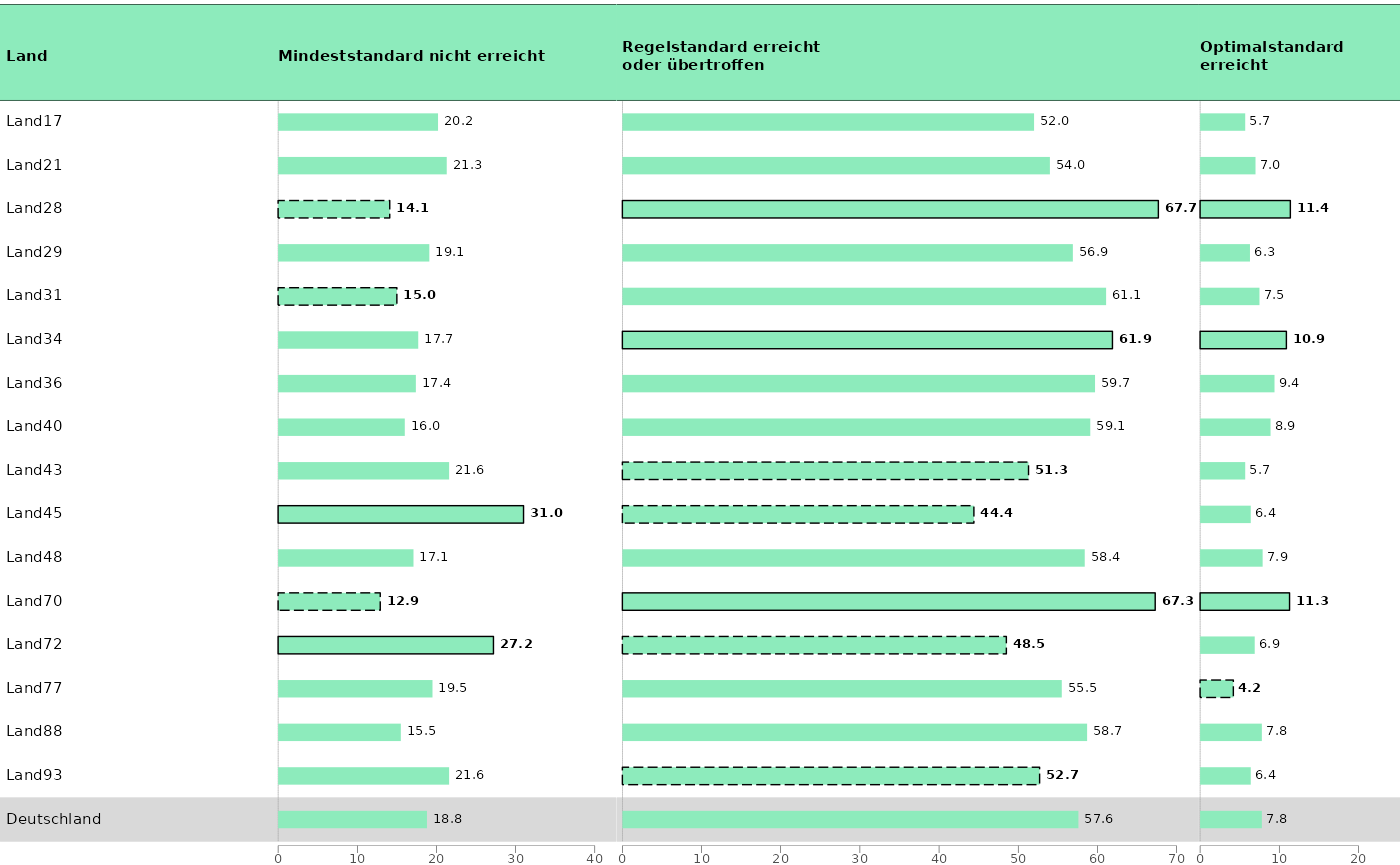 Land Mindeststandard nicht erreicht Regelstandard erreicht oder übertroffen Optimalstandard erreicht
Land17 20.2 52.0 5.7
Land21 21.3 54.0 7.0
Land28 14.1 67.7 11.4
Land29 19.1 56.9 6.3
Land31 15.0 61.1 7.5
Land34 17.7 61.9 10.9
Land36 17.4 59.7 9.4
Land40 16.0 59.1 8.9
Land43 21.6 51.3 5.7
Land45 31.0 44.4 6.4
Land48 17.1 58.4 7.9
Land70 12.9 67.3 11.3
Land72 27.2 48.5 6.9
Land77 19.5 55.5 4.2
Land88 15.5 58.7 7.8
Land93 21.6 52.7 6.4
Deutschland 18.8 57.6 7.8
0 10 20 30 40 0 10 20 30 40 50 60 70 0 10 20